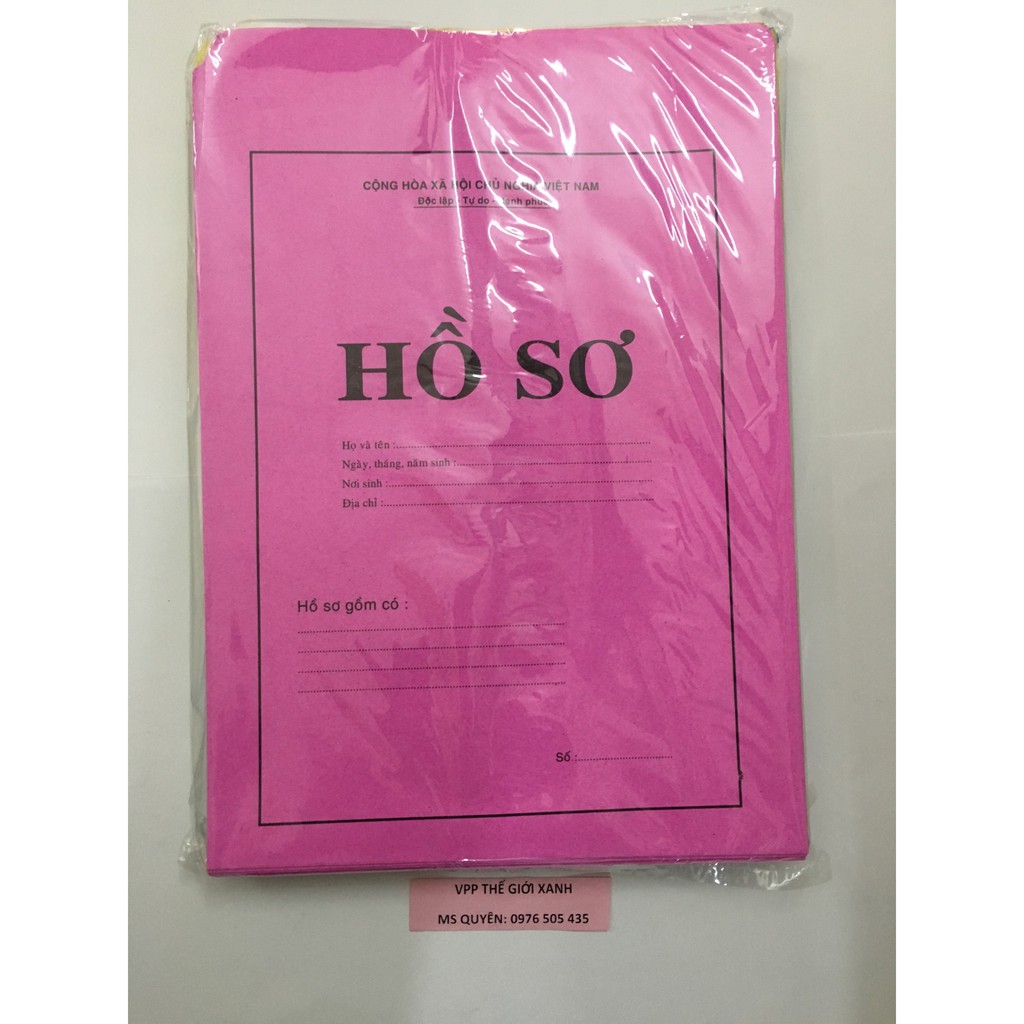 CỘNG HÒA XÃ HỘI CHỦ NGHĨA VIỆT NAM
Độc lập - Tự do - Hạnh phúc
HỒ SƠ
Họ và tên :
Ngày, tháng, năm sinh :
Nơi sinh :
Địa chỉ :
Hồ sơ gồm có :
Số :
VPP THẾ GIỚI XANH
MS QUYÊN: 0976 505 435